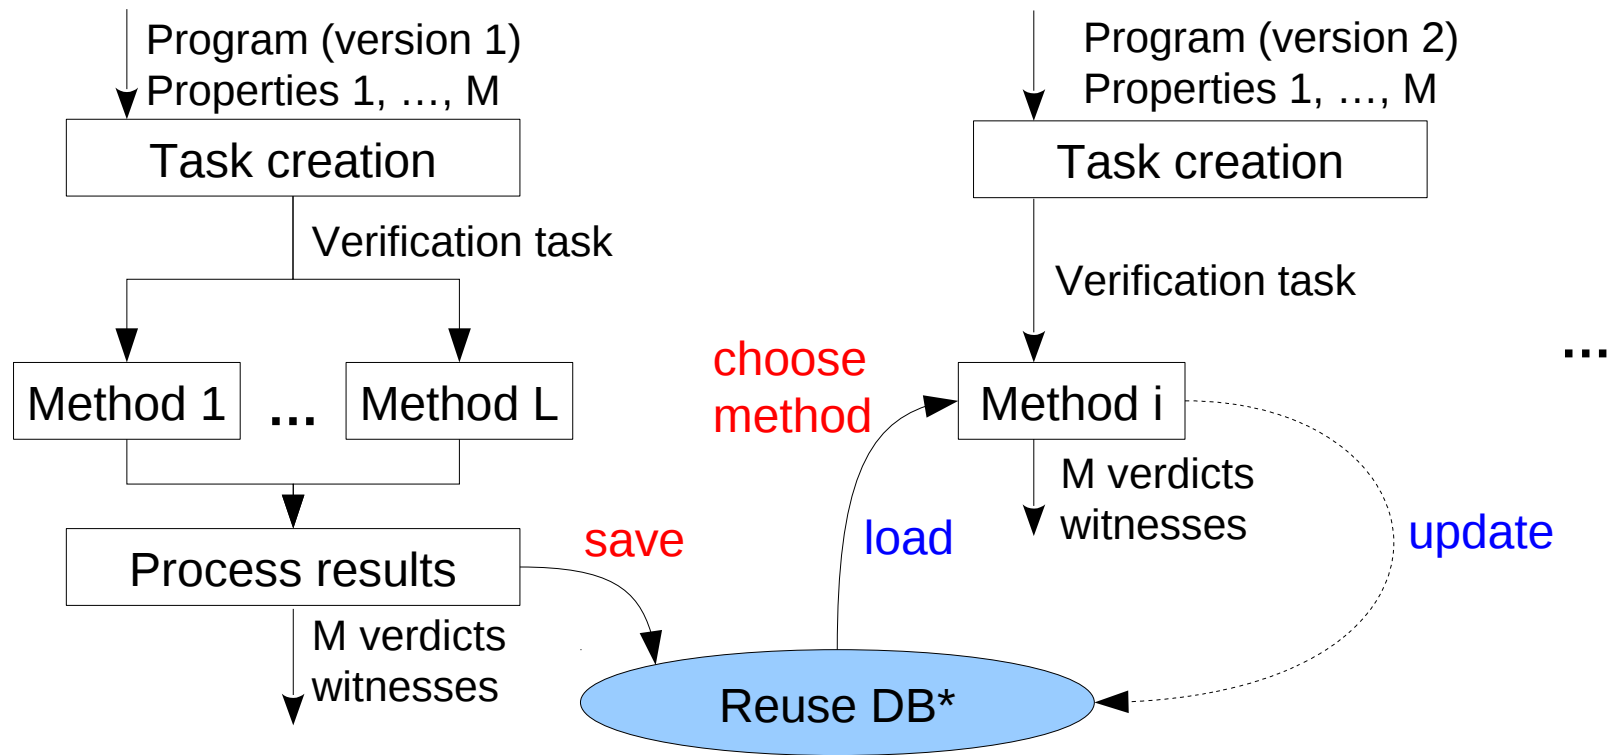 Program (version 1)
Properties 1, ..., M
Task creation
Verification task
Method 1
...
Method L
Process results
M verdicts
witnesses
save
Reuse DB*
load
choose
method
Program (version 2)
Properties 1, ..., M
Task creation
Verification task
Method i
M verdicts
witnesses
update
...